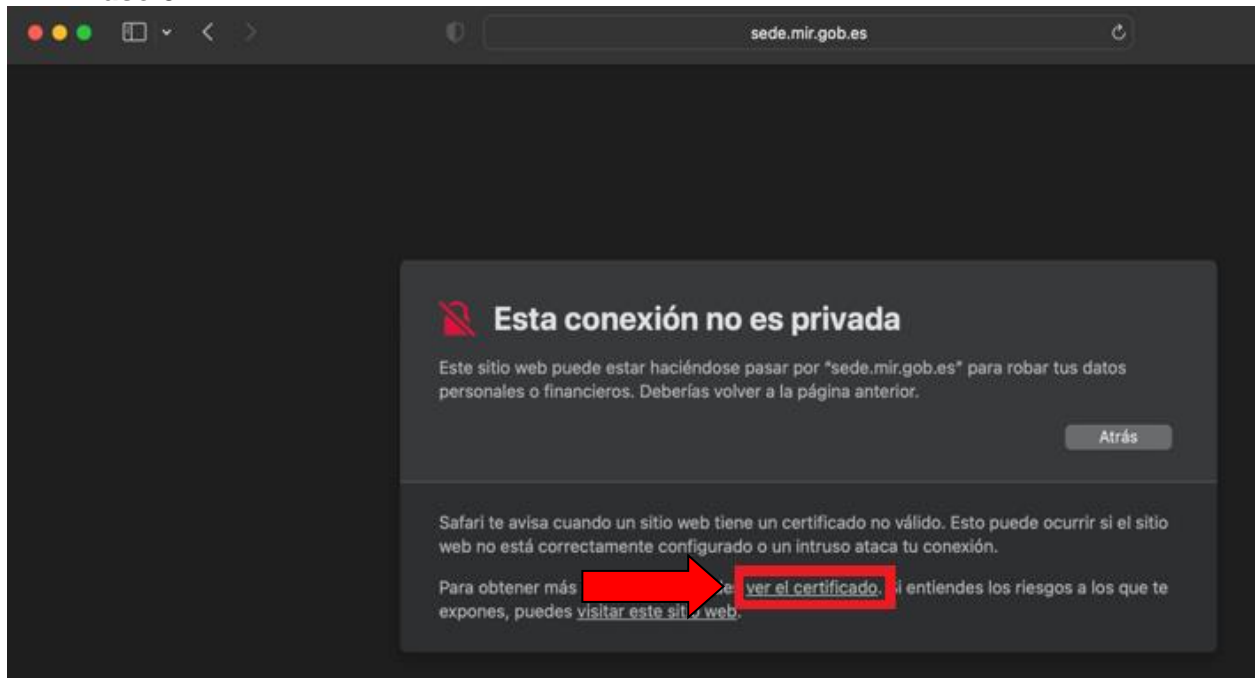 sede.mir.gob.es
Esta conexión no es privada
Este sitio web puede estar haciéndose pasar por "sede.mir.gob.es" para robar tus datos
personales o financieros. Deberías volver a la página anterior.
Atrás
Safari te avisa cuando un sitio web tiene un certificado no válido. Esto puede ocurrir si el sitio
web no está correctamente configurado o un intruso ataca tu conexión.
Para obtener más ver el certificado. si entiendes los riesgos a los que te
expones, puedes visitar este sitio web.